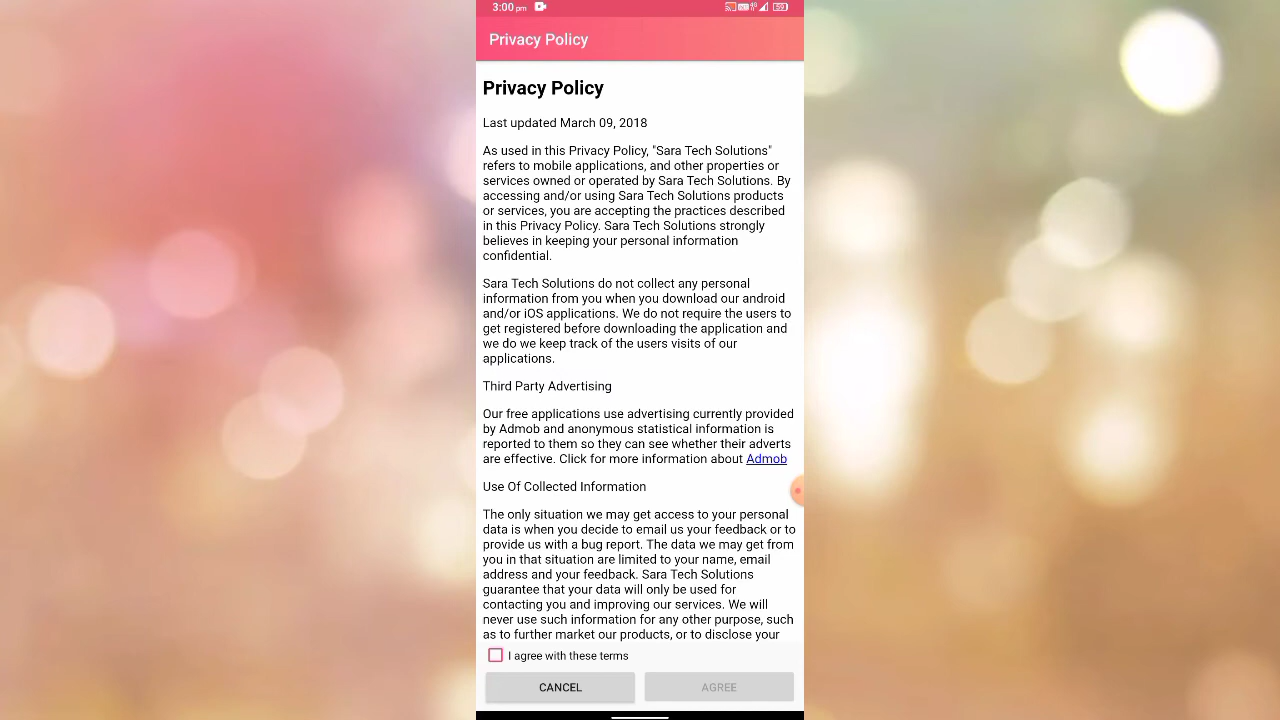 3:00 pm
4G
59
Privacy Policy
Privacy Policy
Last updated March 09, 2018
As used in this Privacy Policy, "Sara Tech Solutions"
refers to mobile applications, and other properties or
services owned or operated by Sara Tech Solutions. By
accessing and/or using Sara Tech Solutions products
or services, you are accepting the practices described
in this Privacy Policy. Sara Tech Solutions strongly
believes in keeping your personal information
confidential.
Sara Tech Solutions do not collect any personal
information from you when you download our android
and/or iOS applications. We do not require the users to
get registered before downloading the application and
we do we keep track of the users visits of our
applications.
Third Party Advertising
Our free applications use advertising currently provided
by Admob and anonymous statistical information is
reported to them so they can see whether their adverts
are effective. Click for more information about Admob
Use Of Collected Information
The only situation we may get access to your personal
data is when you decide to email us your feedback or to
provide us with a bug report. The data we may get from
you in that situation are limited to your name, email
address and your feedback. Sara Tech Solutions
guarantee that your data will only be used for
contacting you and improving our services. We will
never use such information for any other purpose, such
as to further market our products, or to disclose your
I agree with these terms
CANCEL
AGREE